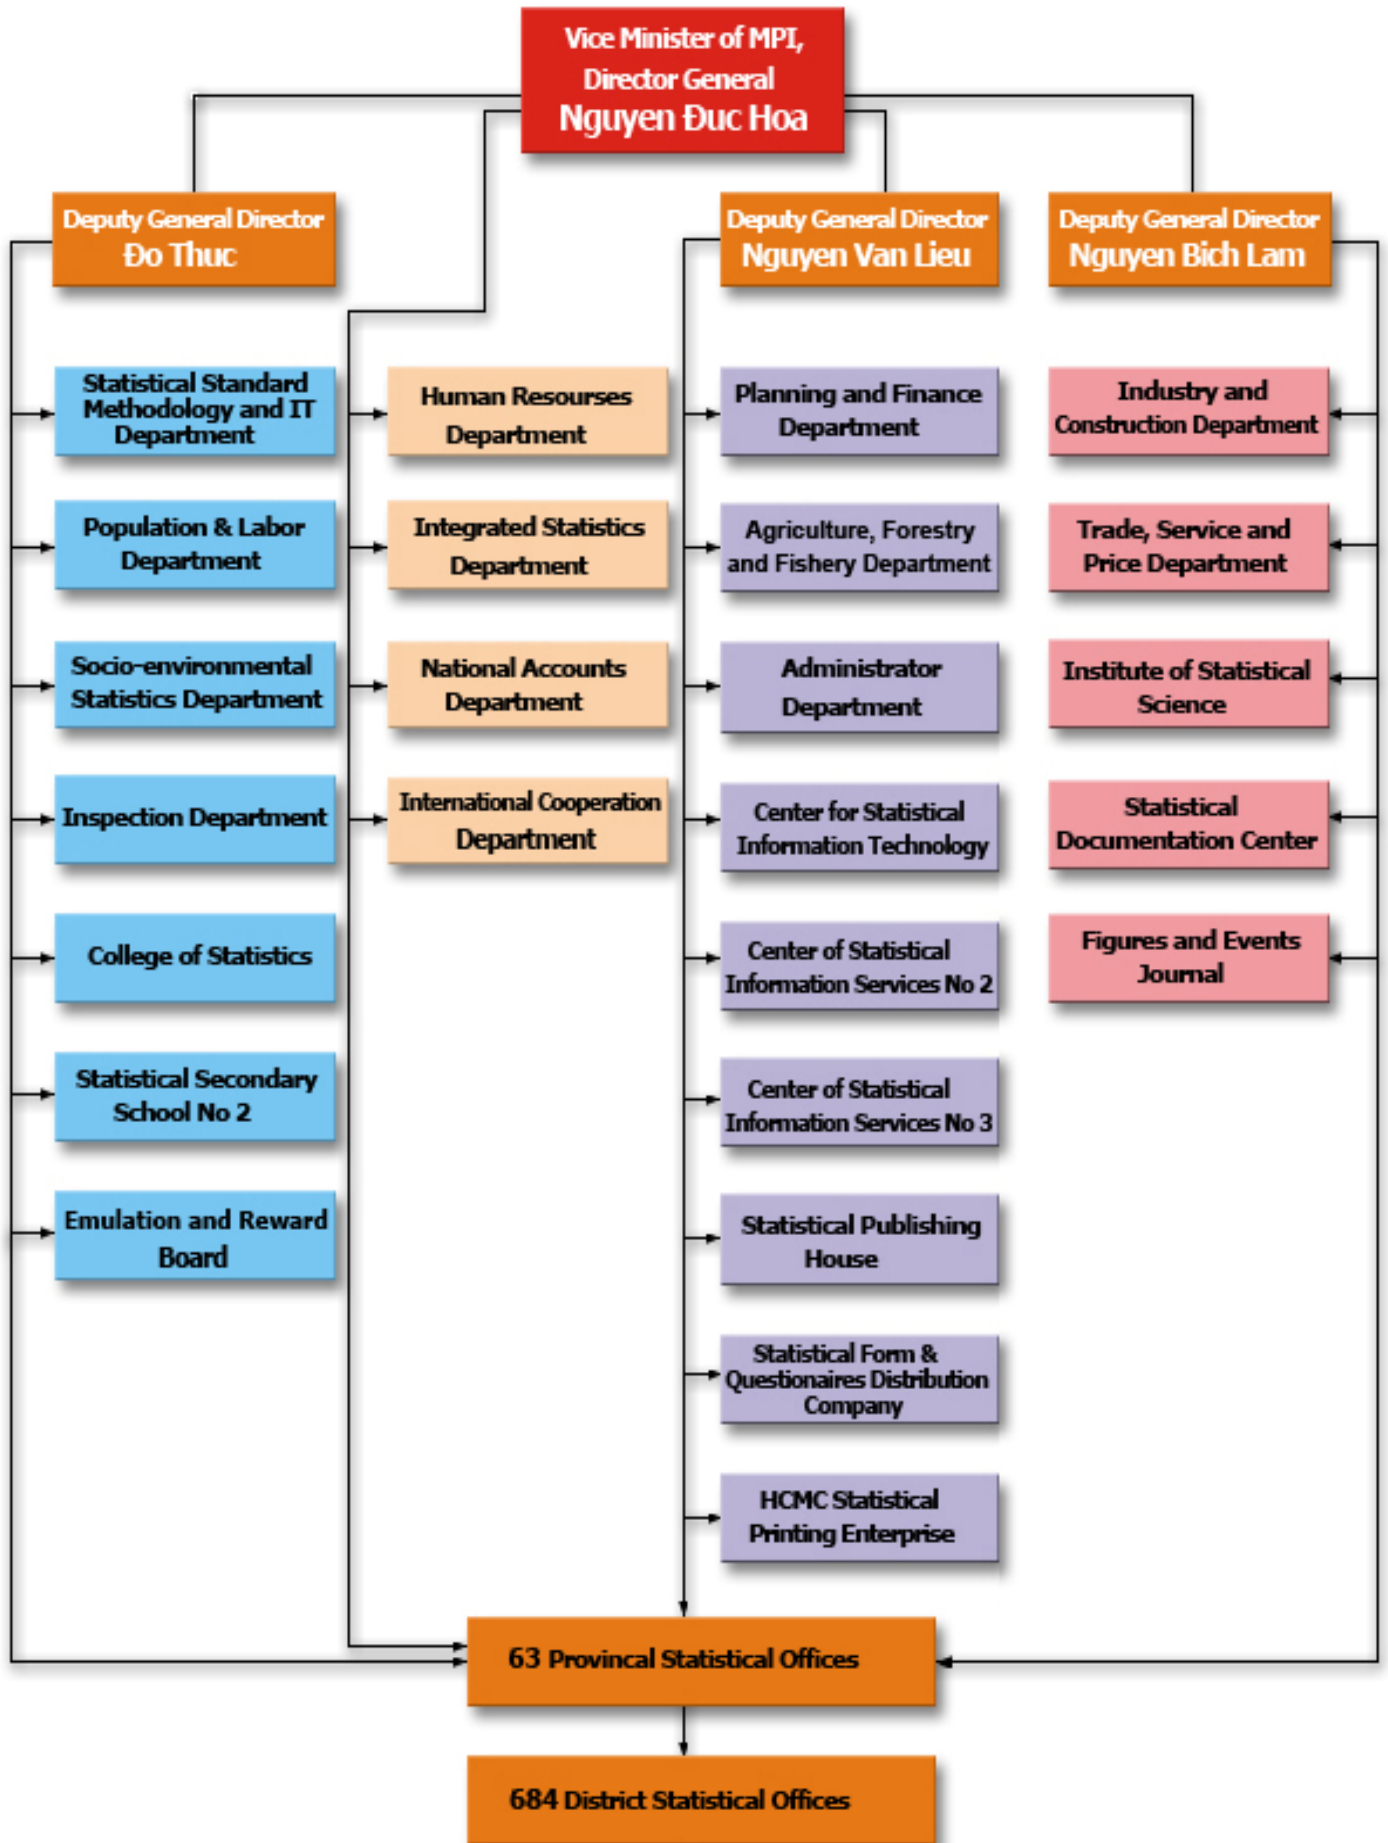 Vice Minister of MPI,
Director General
Nguyen Đuc Hoa
Deputy General Director
Đo Thuc
Deputy General Director
Nguyen Van Lieu
Deputy General Director
Nguyen Bich Lam
Statistical Standard
Methodology and IT
Department
Population & Labor
Department
Socio-environmental
Statistics Department
Inspection Department
College of Statistics
Statistical Secondary
School No 2
Emulation and Reward
Board
Human Resourses
Department
Integrated Statistics
Department
National Accounts
Department
International Cooperation
Department
Planning and Finance
Department
Agriculture, Forestry
and Fishery Department
Administrator
Department
Center for Statistical
Information Technology
Center of Statistical
Information Services No 2
Center of Statistical
Information Services No 3
Statistical Publishing
House
Statistical Form &
Questionaires Distribution
Company
HCMC Statistical
Printing Enterprise
Industry and
Construction Department
Trade, Service and
Price Department
Institute of Statistical
Science
Statistical
Documentation Center
Figures and Events
Journal
63 Provincal Statistical Offices
684 District Statistical Offices